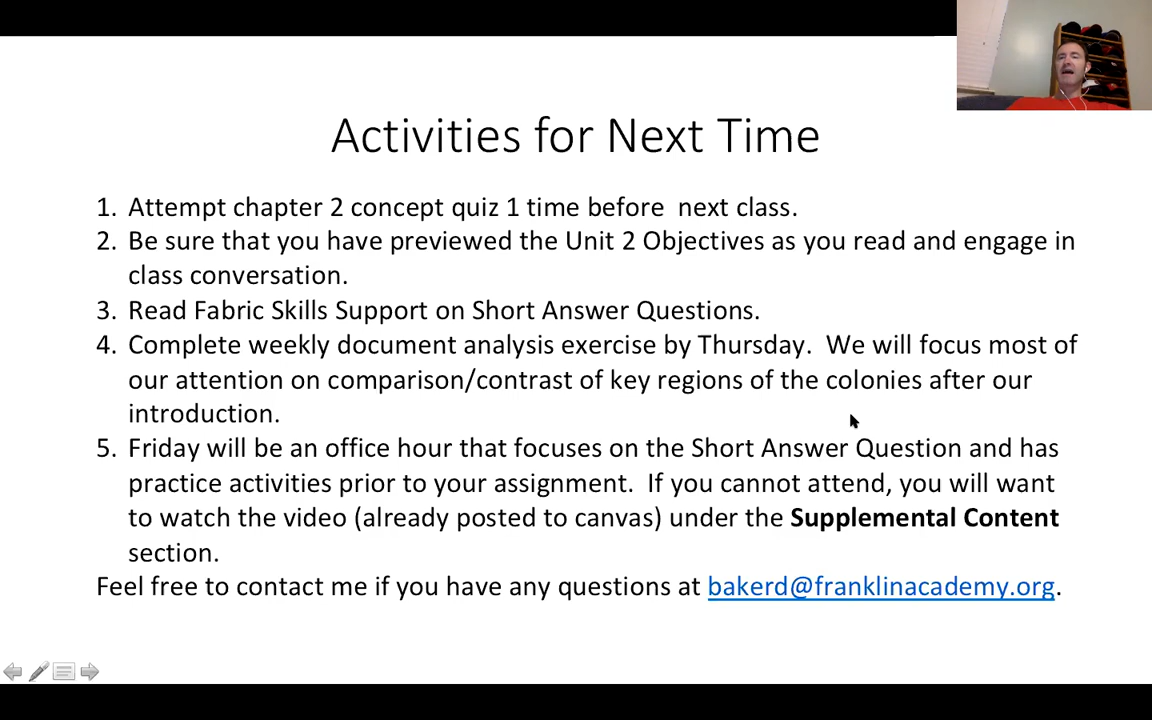 Activities for Next Time
1. Attempt chapter 2 concept quiz 1 time before  next class.
2. Be sure that you have previewed the Unit 2 Objectives as you read and engage in
class conversation.
3. Read Fabric Skills Support on Short Answer Questions.
4. Complete weekly document analysis exercise by Thursday.  We will focus most of
our attention on comparison/contrast of key regions of the colonies after our
introduction.
5. Friday will be an office hour that focuses on the Short Answer Question and has
practice activities prior to your assignment.  If you cannot attend, you will want
to watch the video (already posted to canvas) under the Supplemental Content
section.
Feel free to contact me if you have any questions at bakerd@franklinacademy.org.